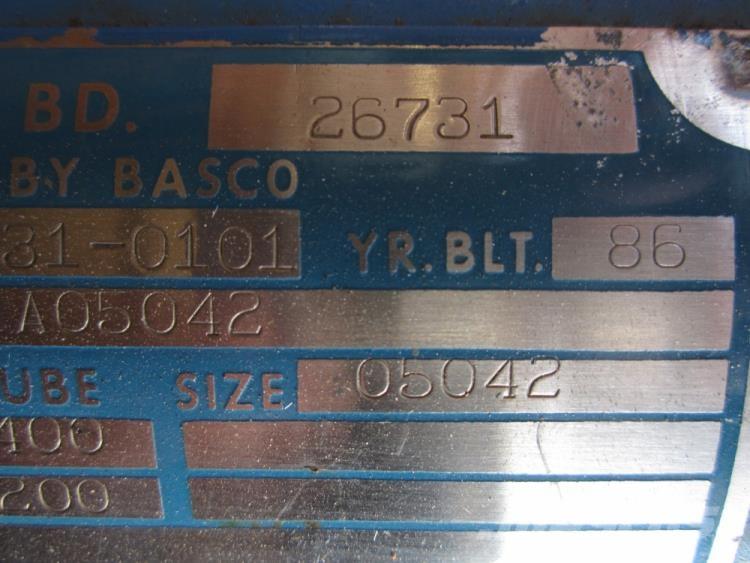 BD. 26731
BY BASCO
31-0101 YR. BLT. 86
A05042
UBE SIZE 05042
400
200